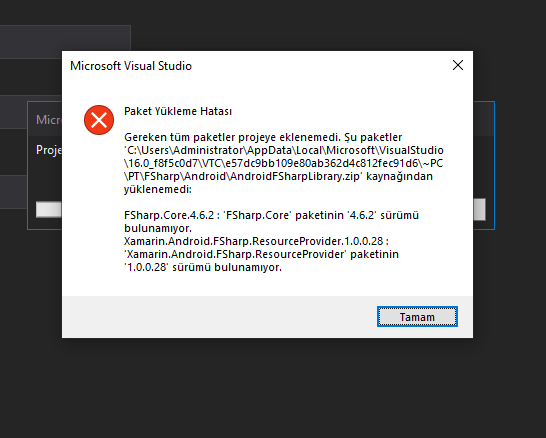 Microsoft Visual Studio
Paket Yükleme Hatası
Gereken tüm paketler projeye eklenemedi. Şu paketler
'C:\Users\Administrator\AppData\Local\Microsoft\VisualStudio
\16.0_f8f5c0d7\VTC\e57dc9bb109e80ab362d4c812fec91d6\~PC
\PT\FSharp\Android\AndroidFSharpLibrary.zip' kaynağından
yüklenemedi:
FSharp.Core.4.6.2 : 'FSharp.Core' paketinin '4.6.2' sürümü
bulunamıyor.
Xamarin.Android.FSharp.ResourceProvider.1.0.0.28 :
'Xamarin.Android.FSharp.ResourceProvider' paketinin
'1.0.0.28' sürümü bulunamıyor.
Tamam
Micr
Proje